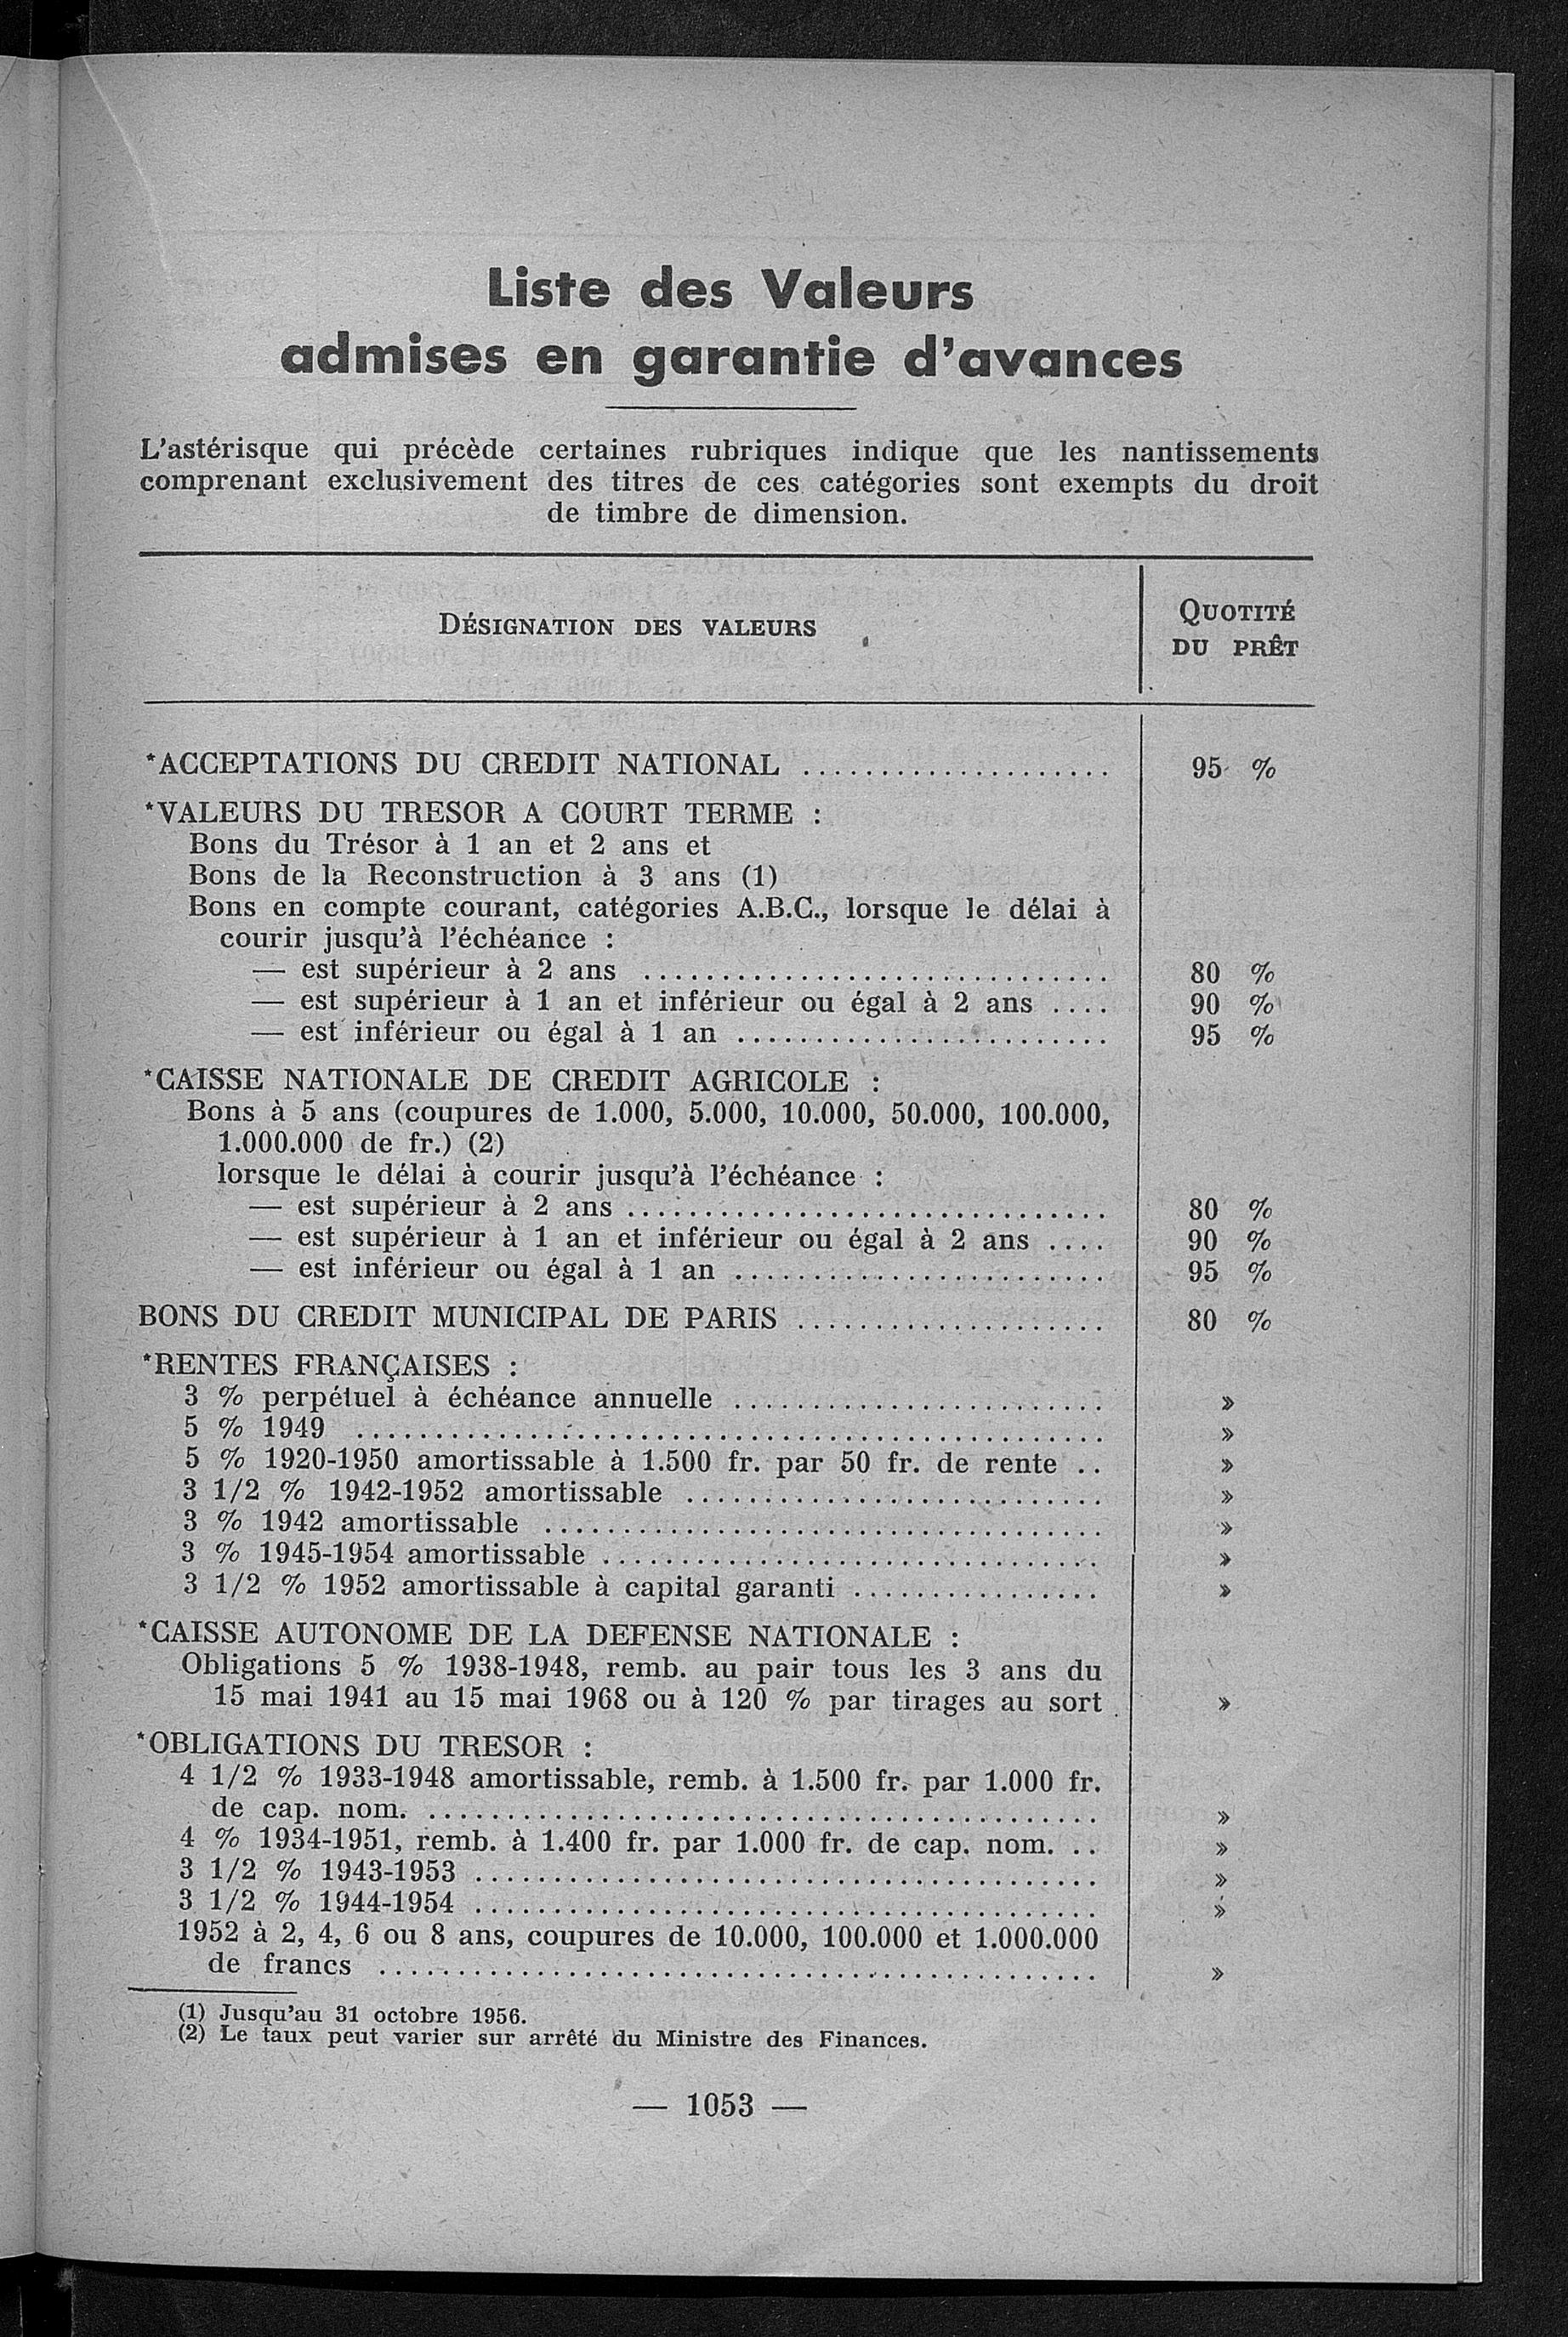 Liste des Valeurs
admises en garantie d'avances
L'astérisque qui précède certaines rubriques indique que les nantissements
comprenant exclusivement des titres de ces catégories sont exempts du droit
de timbre de dimension.
DÉSIGNATION DES VALEURS
QUOTITÉ
DU PRÊT
*ACCEPTATIONS DU CREDIT NATIONAL .................... 95 %
*VALEURS DU TRESOR A COURT TERME :
Bons du Trésor à 1 an et 2 ans et
Bons de la Reconstruction à 3 ans (1)
Bons en compte courant, catégories A.B.C., lorsque le délai à
courir jusqu'à l'échéance :
— est supérieur à 2 ans .............................. 80 %
— est supérieur à 1 an et inférieur ou égal à 2 ans .... 90 %
— est inférieur ou égal à 1 an ........................ 95 %
*CAISSE NATIONALE DE CREDIT AGRICOLE :
Bons à 5 ans (coupures de 1.000, 5.000, 10.000, 50.000, 100.000,
1.000.000 de fr.) (2)
lorsque le délai à courir jusqu'à l'échéance :
— est supérieur à 2 ans ............................... 80 %
— est supérieur à 1 an et inférieur ou égal à 2 ans .... 90 %
— est inférieur ou égal à 1 an ........................ 95 %
BONS DU CREDIT MUNICIPAL DE PARIS .................... 80 %
*RENTES FRANÇAISES :
3 % perpétuel à échéance annuelle ........................ »
5 % 1949 ................................................ »
5 % 1920-1950 amortissable à 1.500 fr. par 50 fr. de rente .. »
3 1/2 % 1942-1952 amortissable ........................... »
3 % 1942 amortissable .................................... »
3 % 1945-1954 amortissable ................................ »
3 1/2 % 1952 amortissable à capital garanti ................ »
*CAISSE AUTONOME DE LA DEFENSE NATIONALE :
Obligations 5 % 1938-1948, remb. au pair tous les 3 ans du
15 mai 1941 au 15 mai 1968 ou à 120 % par tirages au sort . »
*OBLIGATIONS DU TRESOR :
4 1/2 % 1933-1948 amortissable, remb. à 1.500 fr. par 1.000 fr.
de cap. nom. ........................................... »
4 % 1934-1951, remb. à 1.400 fr. par 1.000 fr. de cap. nom. .. »
3 1/2 % 1943-1953 ........................................ »
3 1/2 % 1944-1954 ........................................ »
1952 à 2, 4, 6 ou 8 ans, coupures de 10.000, 100.000 et 1.000.000
de francs .............................................. »
(1) Jusqu'au 31 octobre 1956.
(2) Le taux peut varier sur arrêté du Ministre des Finances.
— 1053 —